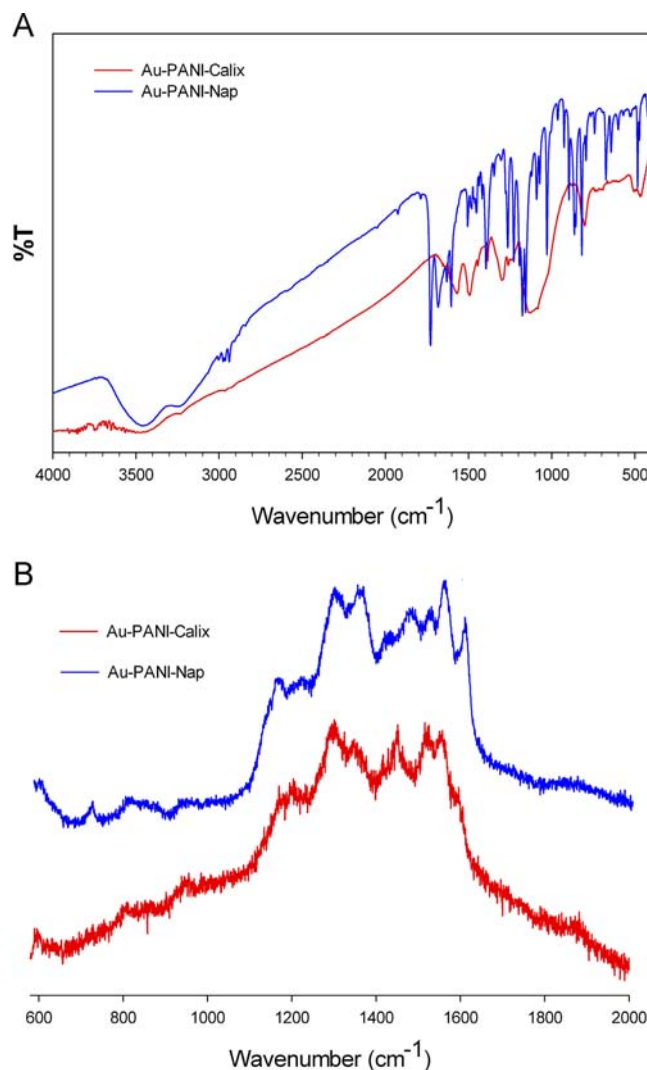 A
Au-PANI-Calix
Au-PANI-Nap
%T
4000 3500 3000 2500 2000 1500 1000 500
Wavenumber (cm-1)
B
Au-PANI-Calix
Au-PANI-Nap
600 800 1000 1200 1400 1600 1800 2000
Wavenumber (cm-1)